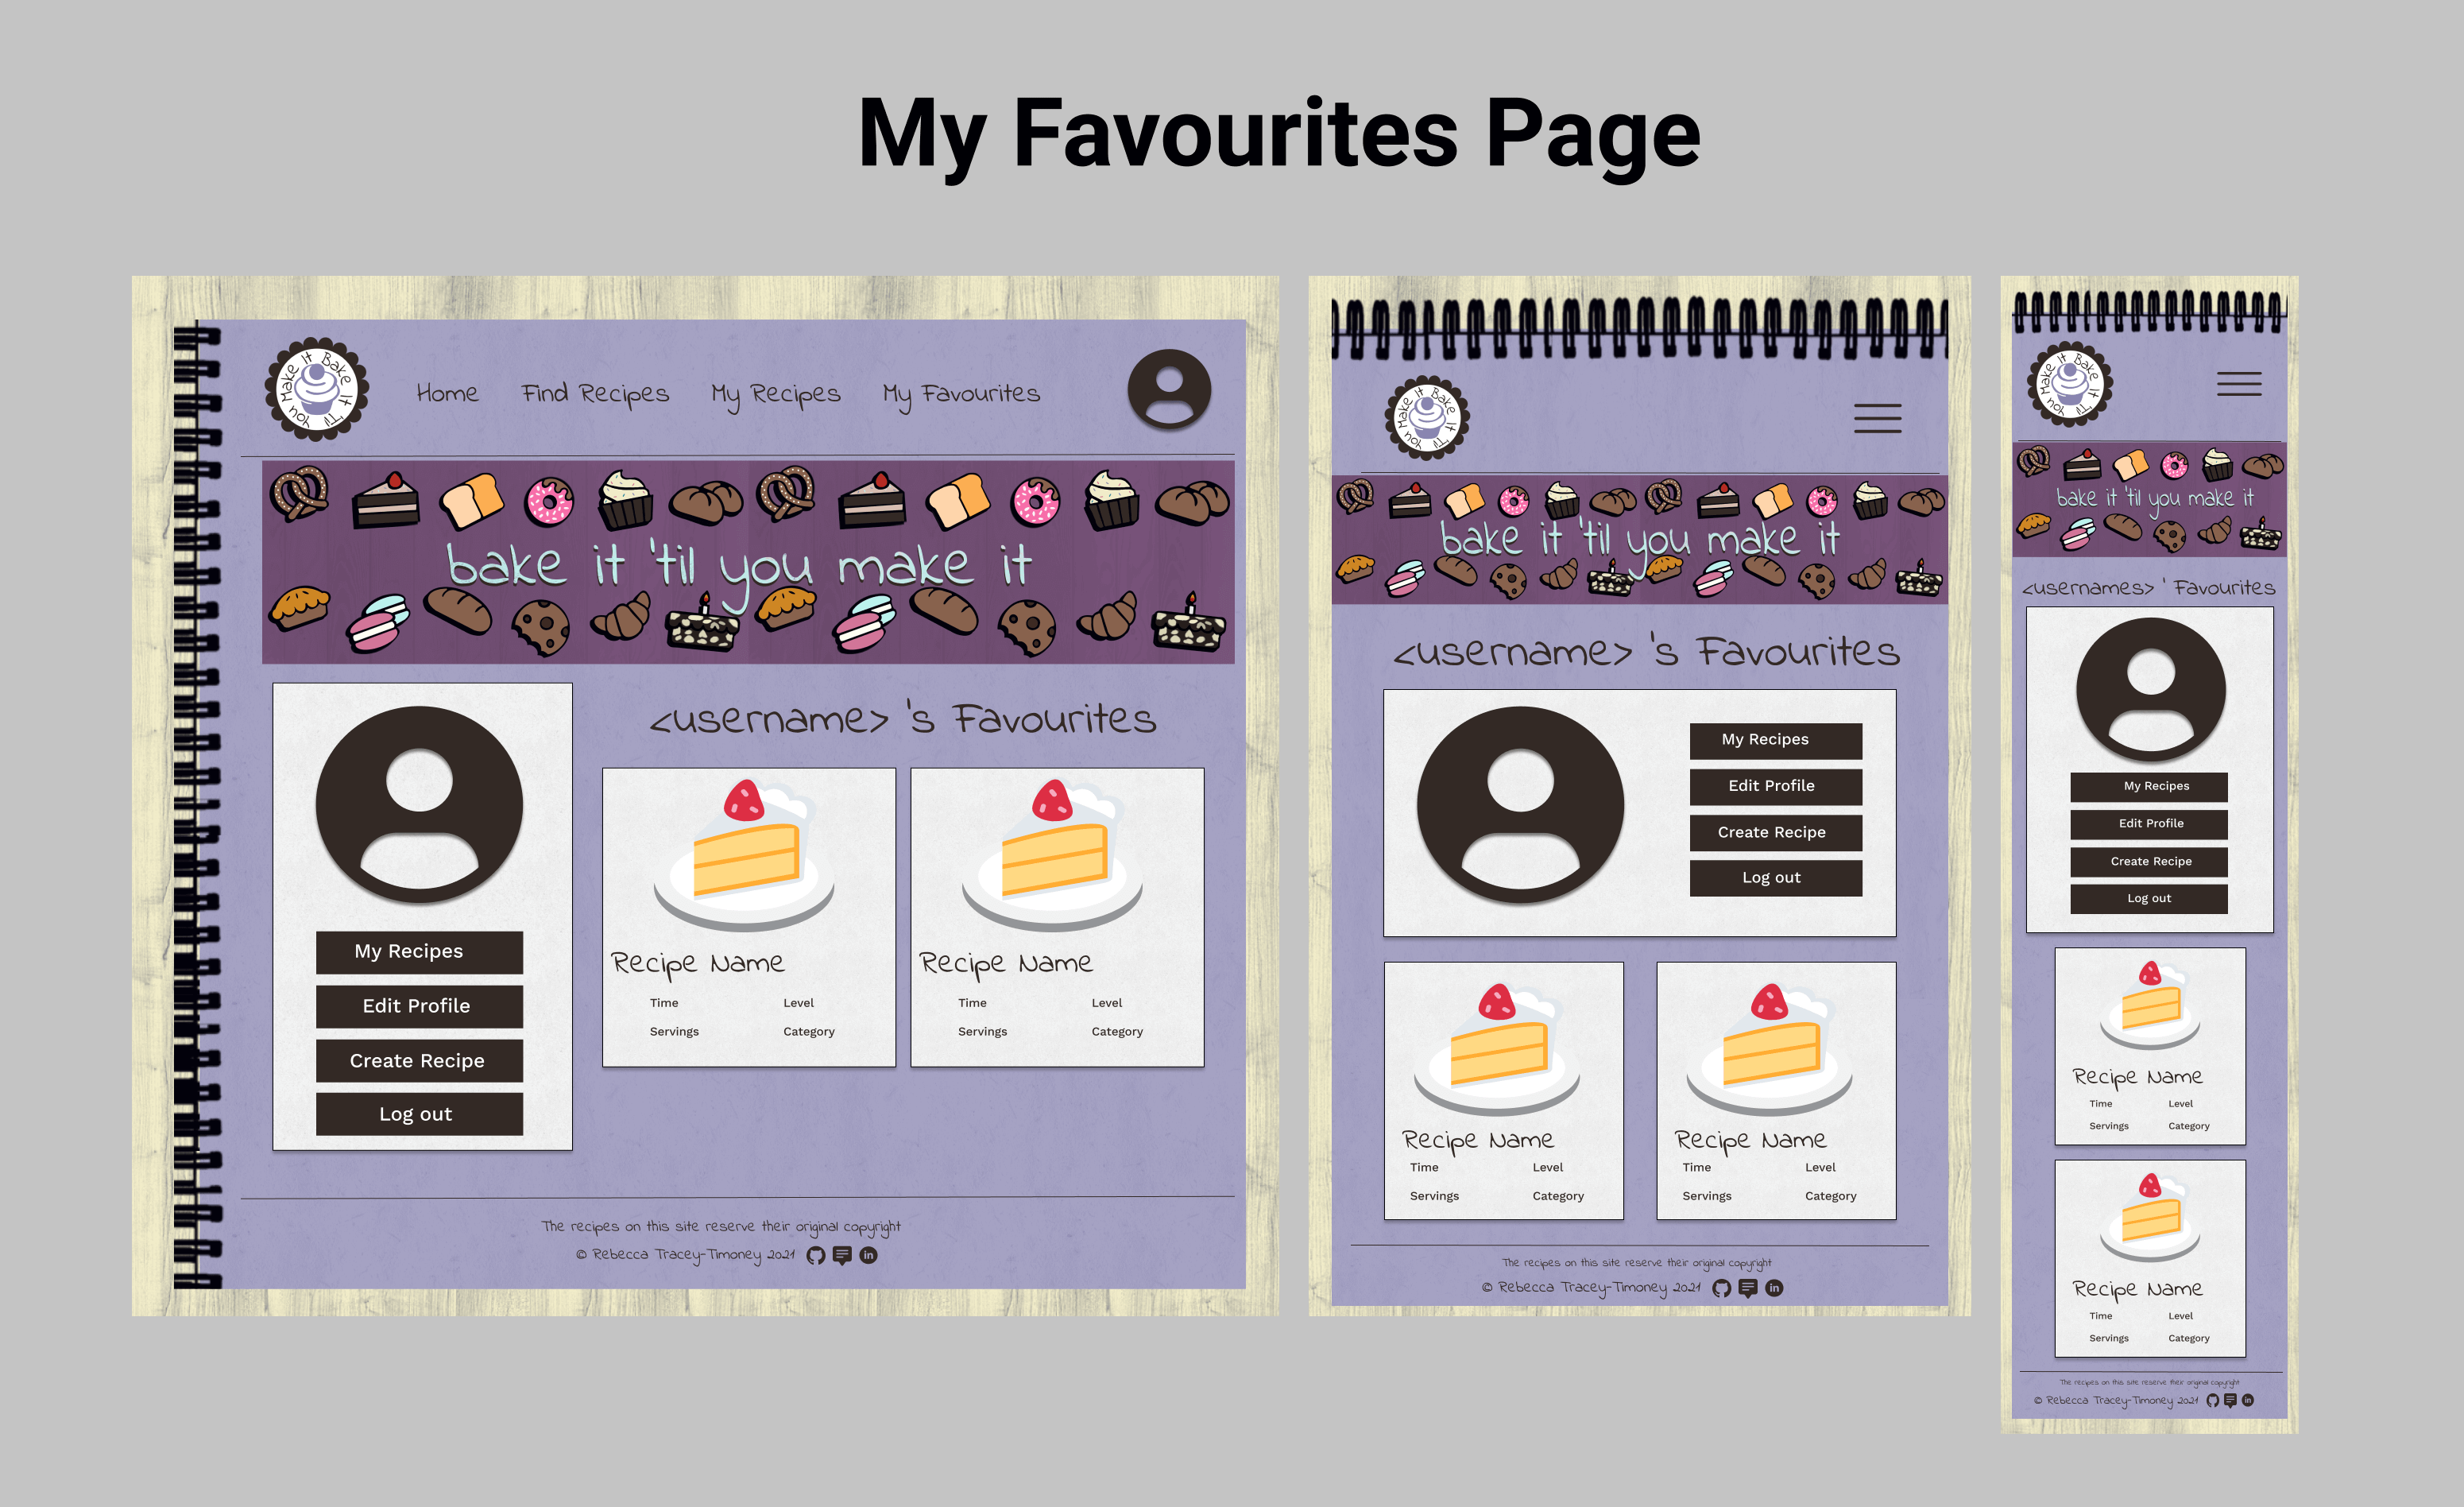 My Favourites Page
Make It Bake It Til You
Home Find Recipes My Recipes My Favourites
bake it 'til you make it
<username> 's Favourites
My Recipes
Edit Profile
Create Recipe
Log out
Recipe Name
Time Level
Servings Category
Recipe Name
Time Level
Servings Category
The recipes on this site reserve their original copyright
© Rebecca Tracey-Timoney 2021
in
Make It Bake It Til You
bake it 'til you make it
<username> 's Favourites
My Recipes
Edit Profile
Create Recipe
Log out
Recipe Name
Time Level
Servings Category
Recipe Name
Time Level
Servings Category
The recipes on this site reserve their original copyright
© Rebecca Tracey-Timoney 2021
in
Make It Bake It Til You
bake it 'til you make it
<usernames> ' Favourites
My Recipes
Edit Profile
Create Recipe
Log out
Recipe Name
Time Level
Servings Category
Recipe Name
Time Level
Servings Category
The recipes on this site reserve their original copyright
© Rebecca Tracey-Timoney 2021
in